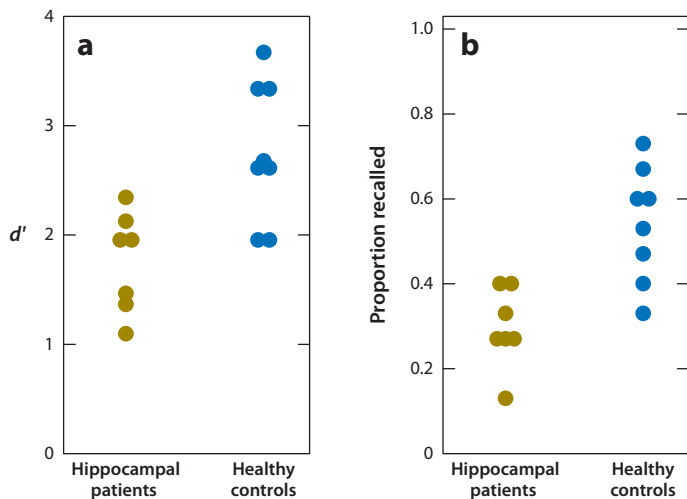 a
4
3
2
1
0
d'
Hippocampal
patients
Healthy
controls
b
1.0
0.8
0.6
0.4
0.2
0
Proportion recalled
Hippocampal
patients
Healthy
controls